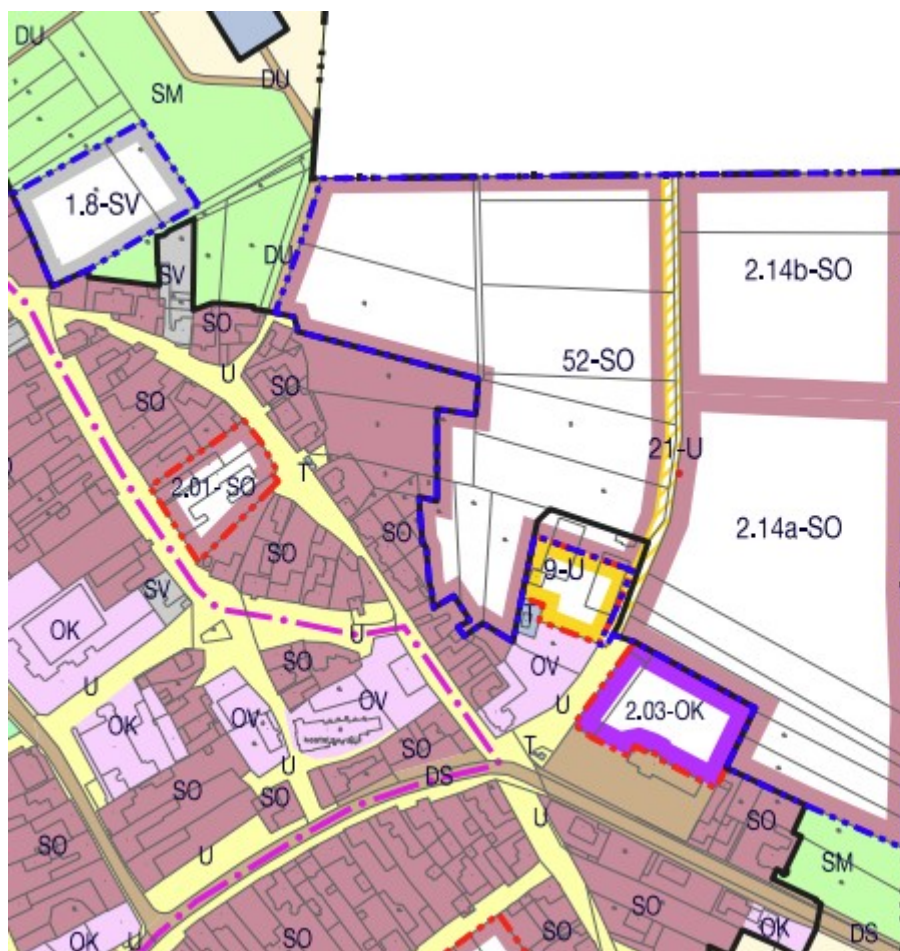 DU
DU
SM
1.8-SV
DU
SV
2.14b-SO
SO
52-SO
U
SO
SO
21-U
T
2.01- SO
2.14a-SO
SO
SO
9-U
SV
T
OK
U
SO
OV
U
OV
OV
U
2.03-OK
OK
SO
T
U
DS
SO
SO
U
SO
SO
U
SM
SO
OK
U
SO
SO
OK
DS